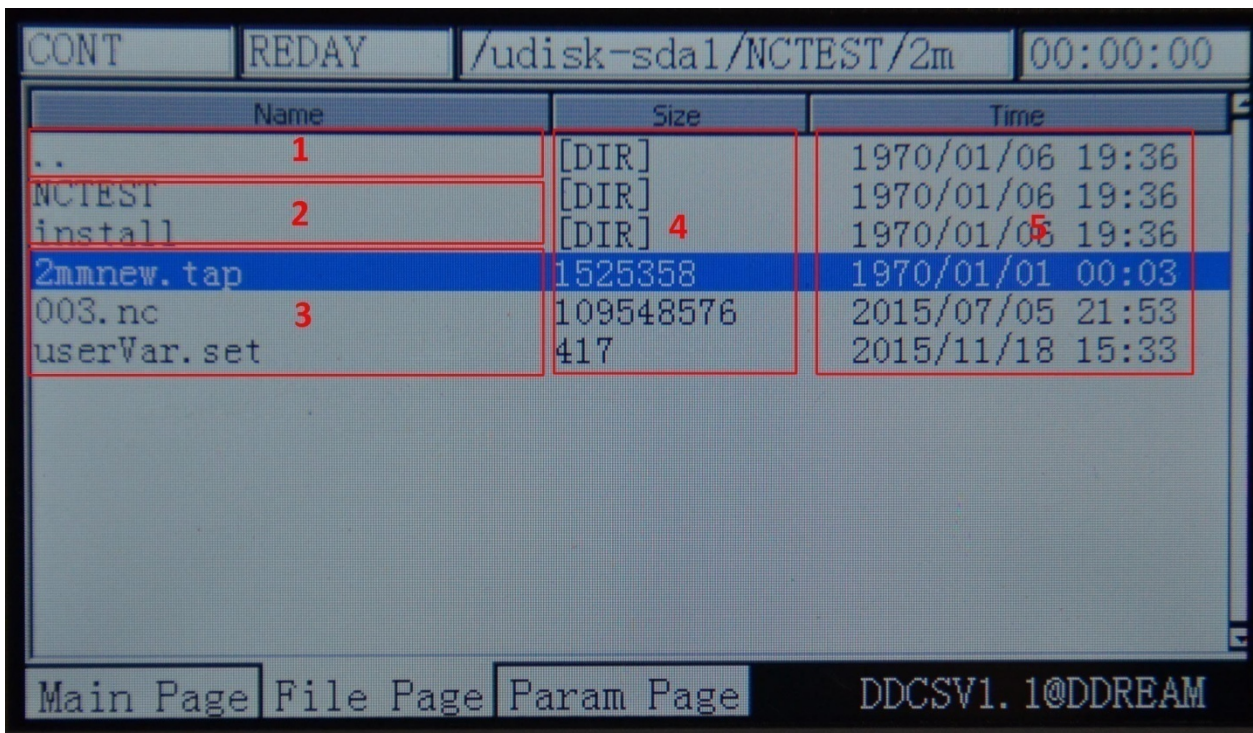 CONT REDAY /udisk-sda1/NCTEST/2m 00:00:00
Name Size Time
.. 1 [DIR] 1970/01/06 19:36
NCTEST [DIR] 1970/01/06 19:36
2
install [DIR] 4 1970/01/06 19:36 5
2mmnew.tap 1525358 1970/01/01 00:03
003.nc 3 109548576 2015/07/05 21:53
userVar.set 417 2015/11/18 15:33
Main Page File Page Param Page DDCSV1.1@DDREAM